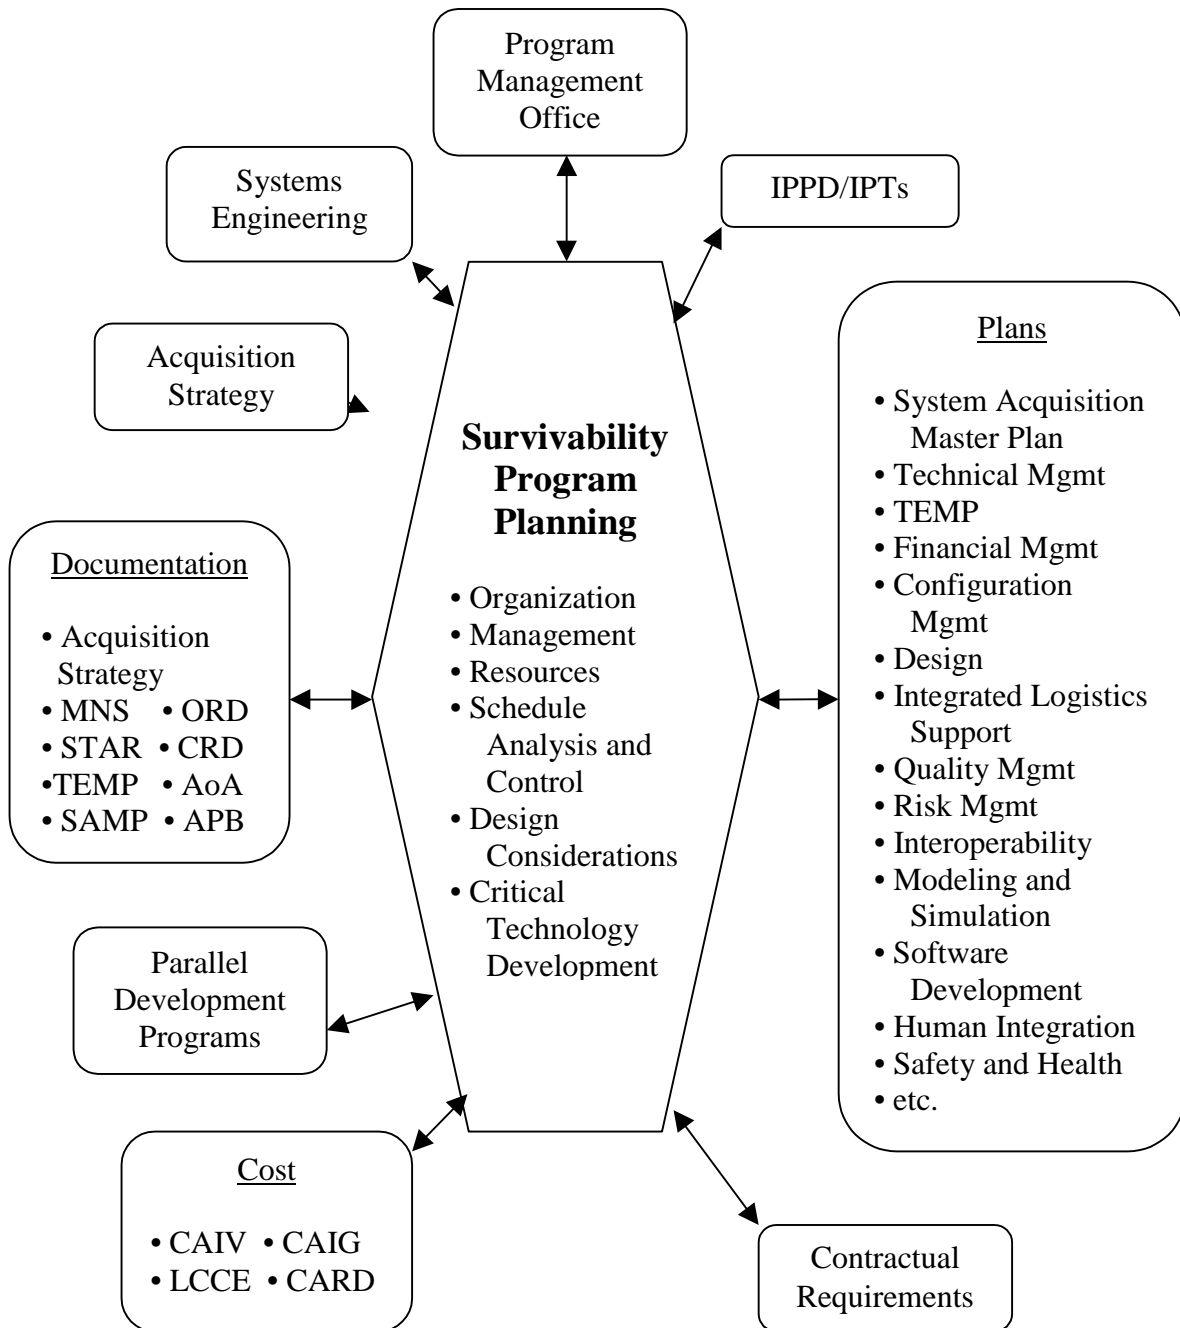 Program
Management
Office
Systems
Engineering
IPPD/IPTs
Acquisition
Strategy
Survivability
Program
Planning
• Organization
• Management
• Resources
• Schedule
Analysis and
Control
• Design
Considerations
• Critical
Technology
Development
Plans
• System Acquisition
Master Plan
• Technical Mgmt
• TEMP
• Financial Mgmt
• Configuration
Mgmt
• Design
• Integrated Logistics
Support
• Quality Mgmt
• Risk Mgmt
• Interoperability
• Modeling and
Simulation
• Software
Development
• Human Integration
• Safety and Health
• etc.
Documentation
• Acquisition
Strategy
• MNS • ORD
• STAR • CRD
•TEMP • AoA
• SAMP • APB
Parallel
Development
Programs
Cost
• CAIV • CAIG
• LCCE • CARD
Contractual
Requirements